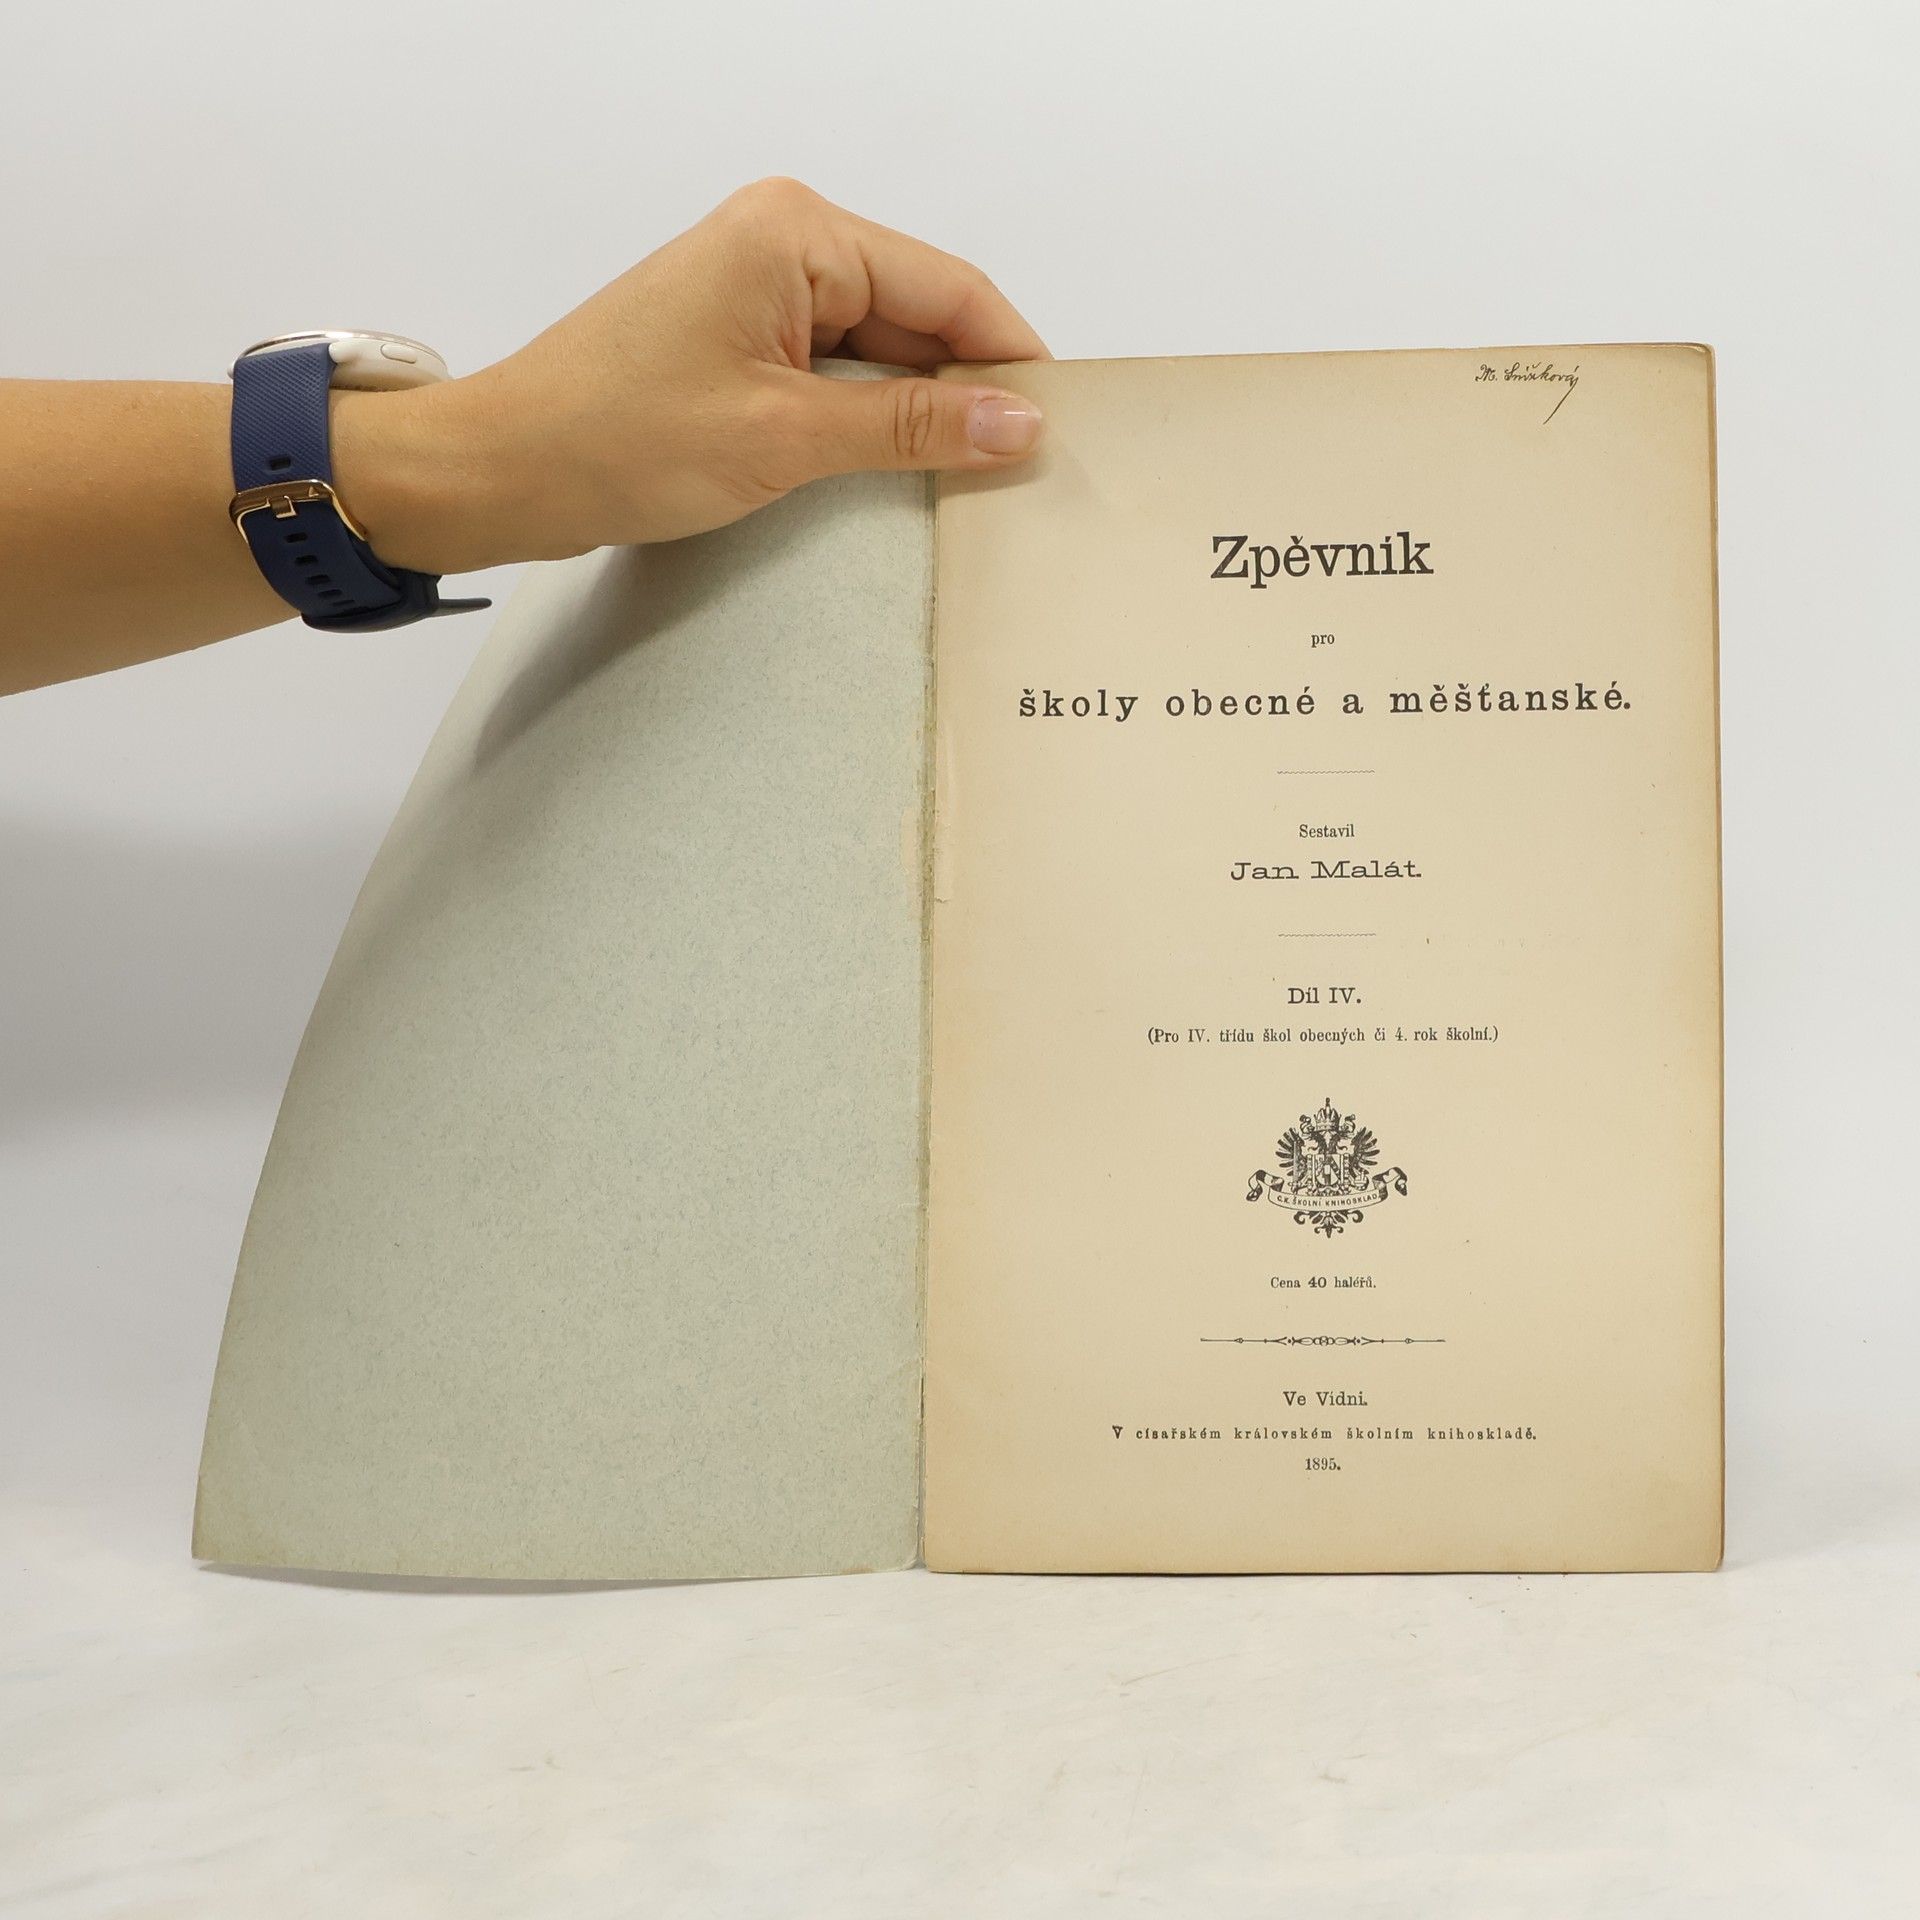 M. Snížková
Zpěvník
pro
školy obecné a měšťanské.
Sestavil
Jan Malát.
Díl IV.
(Pro IV. třídu škol obecných či 4. rok školní.)
C. K. ŠKOLNÍ KNIHOSKLAD.
Cena 40 haléřů.
Ve Vídni.
V císařském královském školním knihoskladě.
1895.